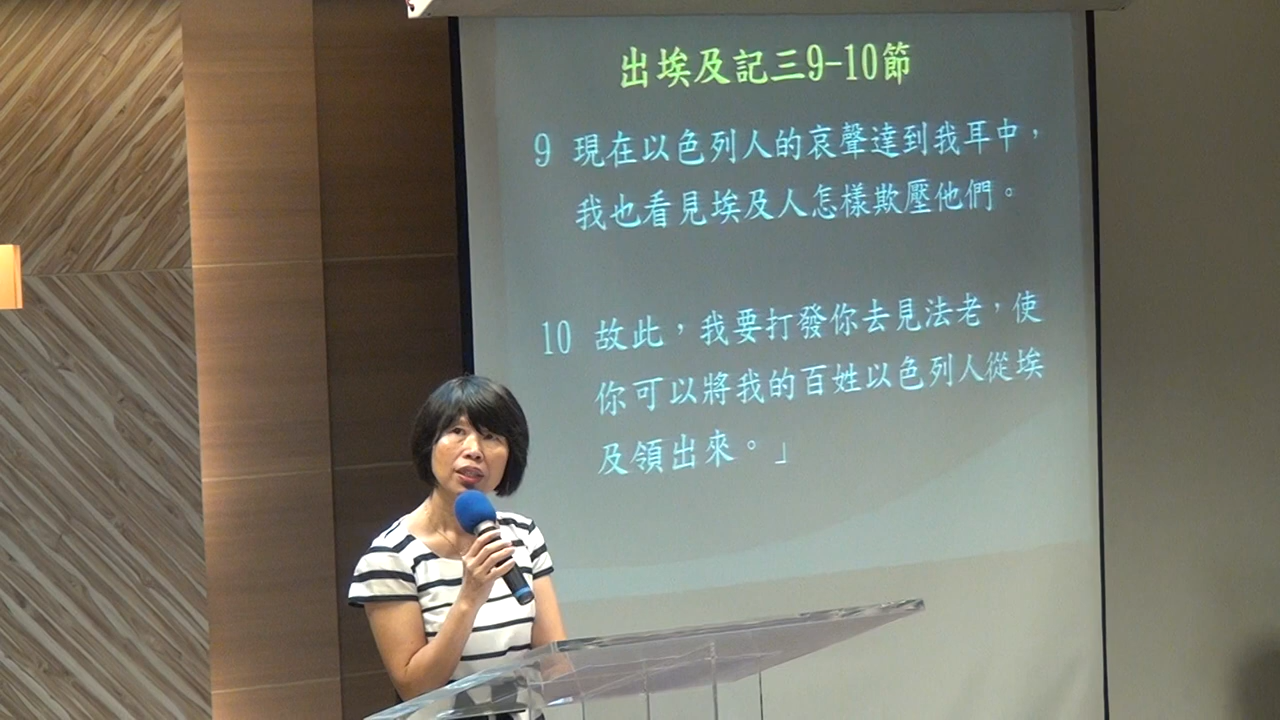 出埃及記三9-10節
9 現在以色列人的哀聲達到我耳中，
我也看見埃及人怎樣欺壓他們。
10 故此，我要打發你去見法老，使
你可以將我的百姓以色列人從埃
及領出來。」